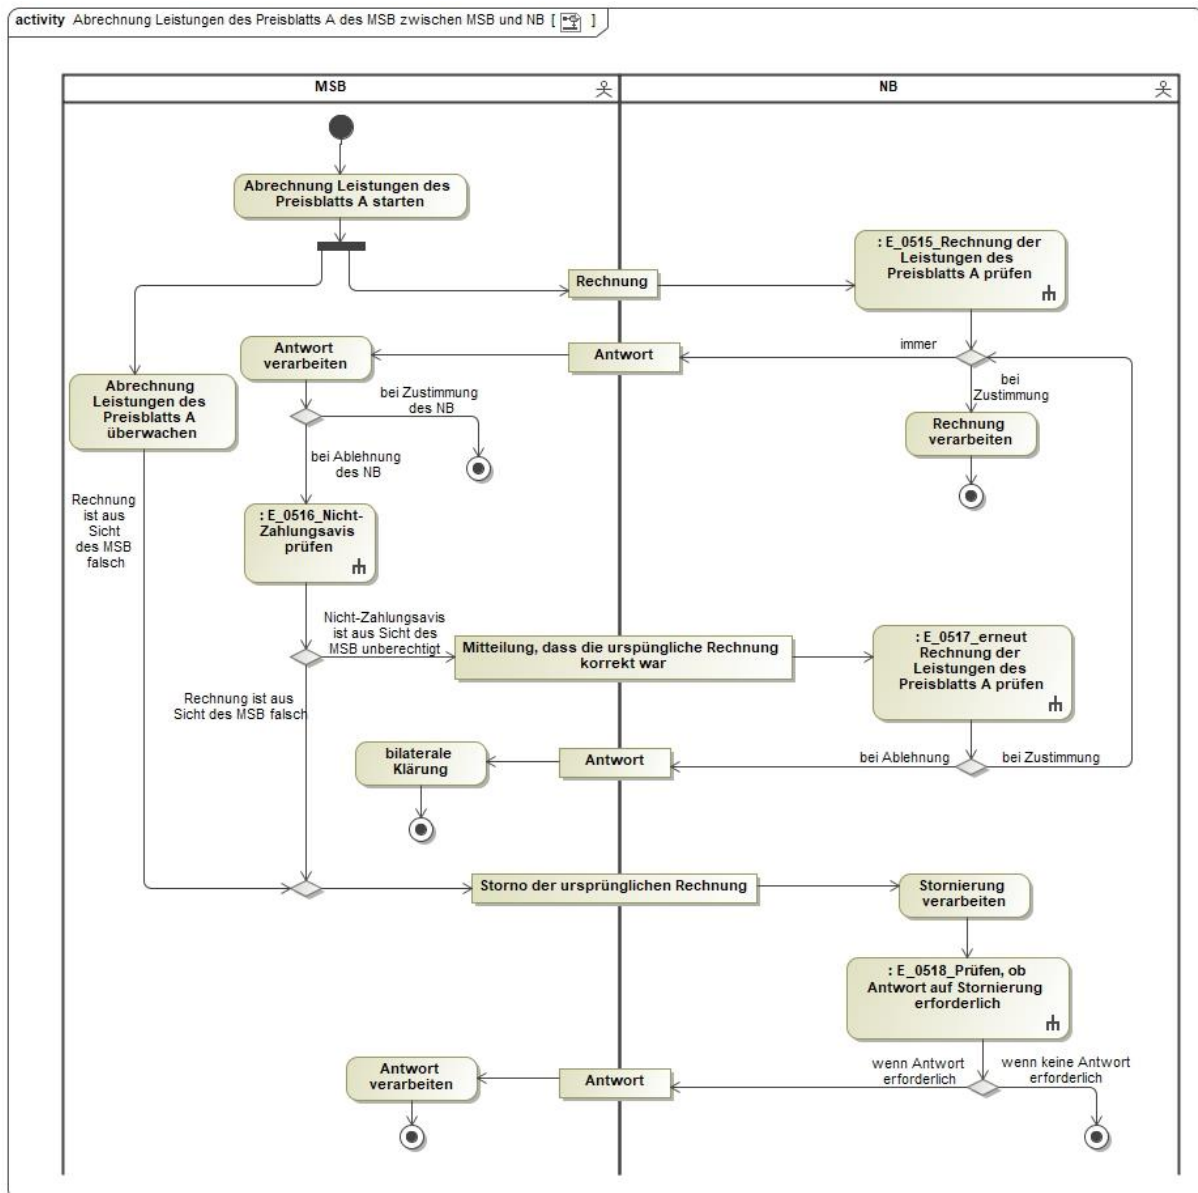 activity Abrechnung Leistungen des Preisblatts A des MSB zwischen MSB und NB [ ]
MSB
NB
Abrechnung Leistungen des
Preisblatts A starten
: E_0515_Rechnung der
Leistungen des
Preisblatts A prüfen
Rechnung
immer
Antwort
verarbeiten
Antwort
bei
Zustimmung
Abrechnung
Leistungen des
Preisblatts A
überwachen
bei Zustimmung
des NB
Rechnung
verarbeiten
bei Ablehnung
des NB
Rechnung
ist aus
Sicht
des MSB
falsch
: E_0516_Nicht-
Zahlungsavis
prüfen
Nicht-Zahlungsavis
ist aus Sicht des
MSB unberechtigt
Mitteilung, dass die urspüngliche Rechnung
korrekt war
: E_0517_erneut
Rechnung der
Leistungen des
Preisblatts A prüfen
Rechnung ist aus
Sicht des MSB falsch
bilaterale
Klärung
Antwort
bei Ablehnung
bei Zustimmung
Storno der ursprünglichen Rechnung
Stornierung
verarbeiten
: E_0518_Prüfen, ob
Antwort auf Stornierung
erforderlich
wenn Antwort
erforderlich
wenn keine Antwort
erforderlich
Antwort
verarbeiten
Antwort